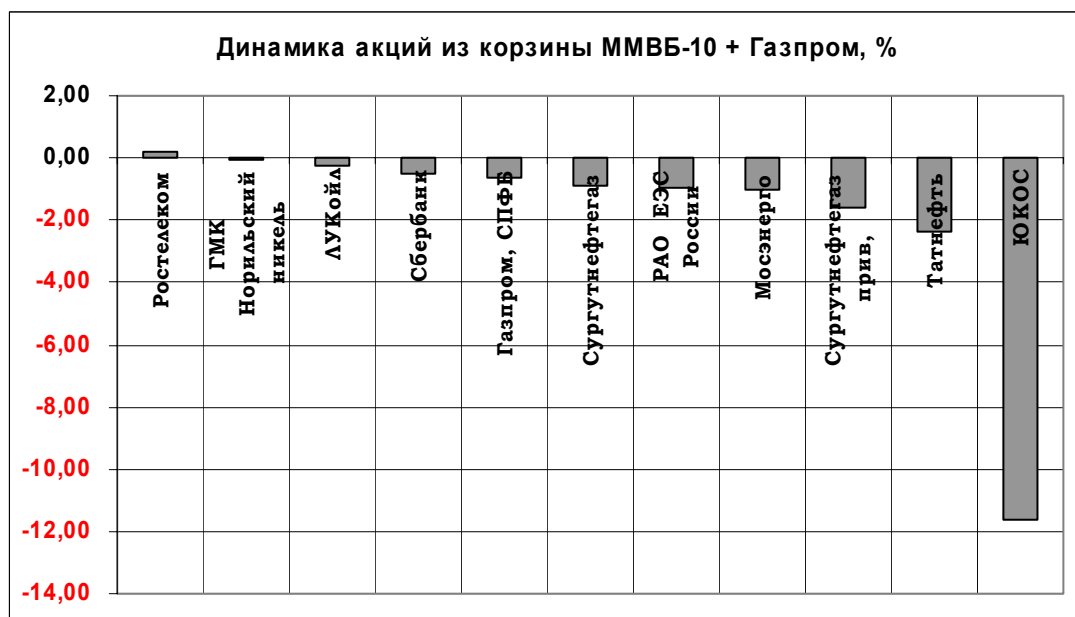 Динамика акций из корзины ММВБ-10 + Газпром, %
2,00
0,00
-2,00
-4,00
-6,00
-8,00
-10,00
-12,00
-14,00
Ростелеком
ГМК
Норильский
никель
ЛУКойл
Сбербанк
Газпром, СПФБ
Сургутнефтегаз
РАО ЕЭС
России
Мосэнерго
Сургутнефтегаз
прив,
Татнефть
ЮКОС